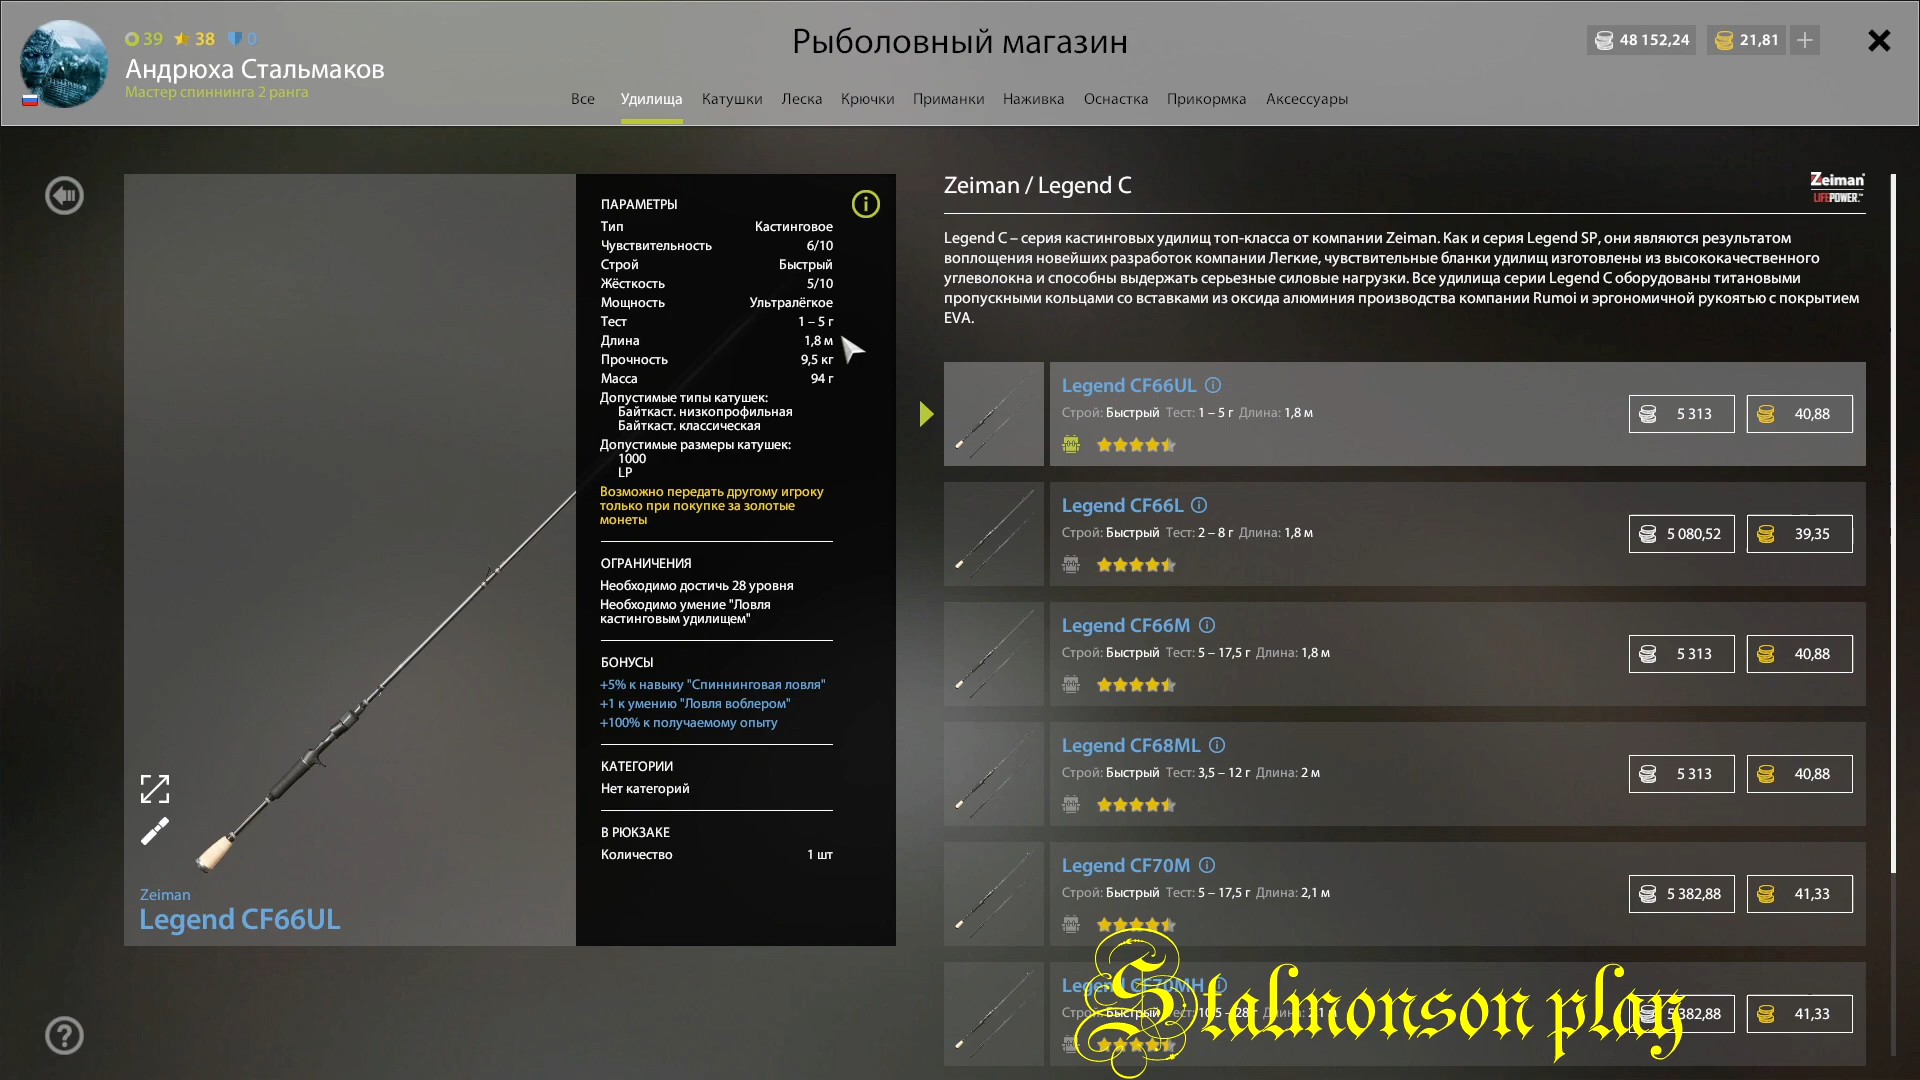 39 38 0
Андрюха Стальмаков
Мастер спиннинга 2 ранга
Рыболовный магазин
48 152,24 21,81 +
Все Удилища Катушки Леска Крючки Приманки Наживка Оснастка Прикормка Аксессуары
ПАРАМЕТРЫ
Тип Кастинговое
Чувствительность 6/10
Строй Быстрый
Жёсткость 5/10
Мощность Ультралёгкое
Тест 1 – 5 г
Длина 1,8 м
Прочность 9,5 кг
Масса 94 г
Допустимые типы катушек:
Байткаст. низкопрофильная
Байткаст. классическая
Допустимые размеры катушек:
1000
LP
Возможно передать другому игроку
только при покупке за золотые
монеты
ОГРАНИЧЕНИЯ
Необходимо достичь 28 уровня
Необходимо умение "Ловля
кастинговым удилищем"
БОНУСЫ
+5% к навыку "Спиннинговая ловля"
+1 к умению "Ловля воблером"
+100% к получаемому опыту
КАТЕГОРИИ
Нет категорий
В РЮКЗАКЕ
Количество 1 шт
Zeiman
Legend CF66UL
Zeiman / Legend C
Zeiman
LIFEPOWER
Legend C – серия кастинговых удилищ топ-класса от компании Zeiman. Как и серия Legend SP, они являются результатом
воплощения новейших разработок компании Легкие, чувствительные бланки удилищ изготовлены из высококачественного
углеволокна и способны выдержать серьезные силовые нагрузки. Все удилища серии Legend C оборудованы титановыми
пропускными кольцами со вставками из оксида алюминия производства компании Rumoi и эргономичной рукоятью с покрытием
EVA.
Legend CF66UL
Строй: Быстрый Тест: 1 – 5 г Длина: 1,8 м
5 313 40,88
Legend CF66L
Строй: Быстрый Тест: 2 – 8 г Длина: 1,8 м
5 080,52 39,35
Legend CF66M
Строй: Быстрый Тест: 5 – 17,5 г Длина: 1,8 м
5 313 40,88
Legend CF68ML
Строй: Быстрый Тест: 3,5 – 12 г Длина: 2 м
5 313 40,88
Legend CF70M
Строй: Быстрый Тест: 5 – 17,5 г Длина: 2,1 м
5 382,88 41,33
Legend CF70MH
Строй: Быстрый Тест: 10,5 – 28 г Длина: 2,1 м
5 382,88 41,33
Stalmonson play